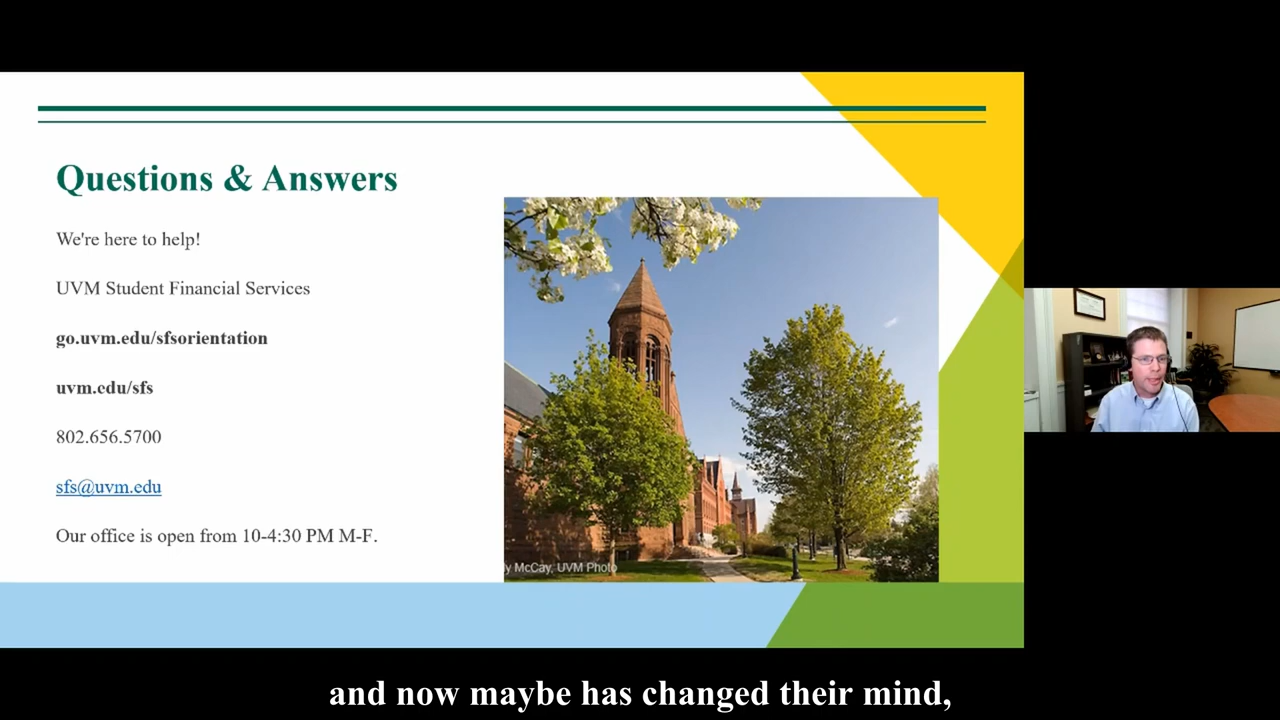 Questions & Answers
We're here to help!
UVM Student Financial Services
go.uvm.edu/sfsorientation
uvm.edu/sfs
802.656.5700
sfs@uvm.edu
Our office is open from 10-4:30 PM M-F.
y McCay, UVM Photo
and now maybe has changed their mind,